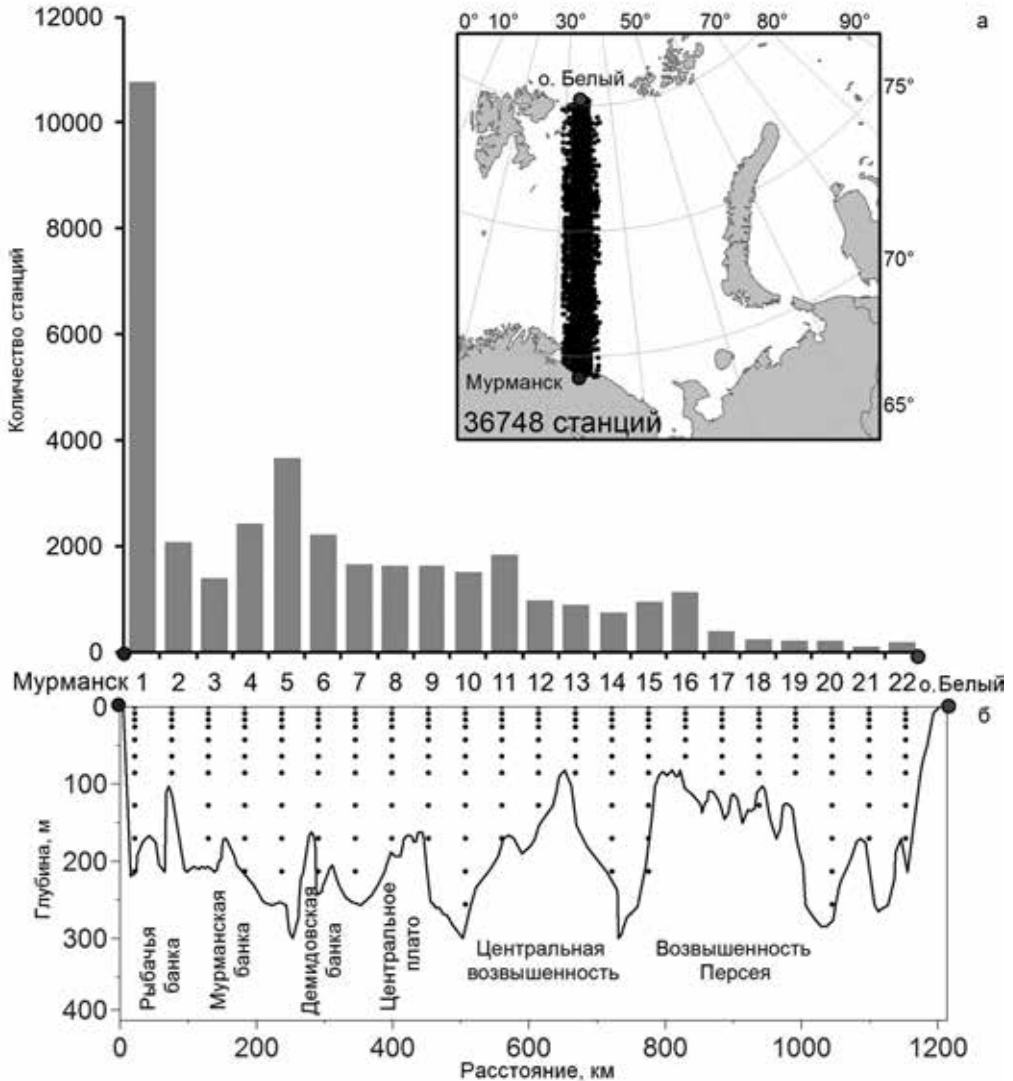 0° 10° 30° 50° 70° 80° 90°
а
12000
10000
8000
6000
4000
2000
0
Количество станций
о. Белый
75°
70°
65°
Мурманск
36748 станций
Мурманск 1 2 3 4 5 6 7 8 9 10 11 12 13 14 15 16 17 18 19 20 21 22 о.Белый
б
0
100
200
300
400
Глубина, м
Рыбачья
банка
Мурманская
банка
Демидовская
банка
Центральное
плато
Центральная
возвышенность
Возвышенность
Персея
0 200 400 600 800 1000 1200
Расстояние, км